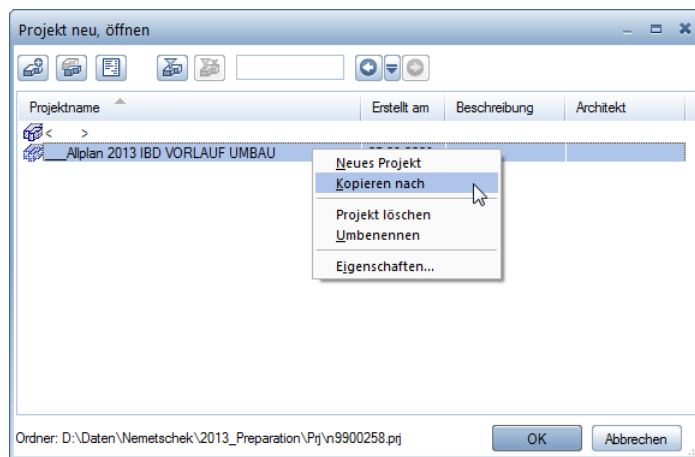 Projekt neu, öffnen
Projektname Erstellt am Beschreibung Architekt
< >
___Allplan 2013 IBD VORLAUF UMBAU
Neues Projekt
Kopieren nach
Projekt löschen
Umbenennen
Eigenschaften...
Ordner: D:\Daten\Nemetschek\2013_Preparation\Prj\n9900258.prj OK Abbrechen